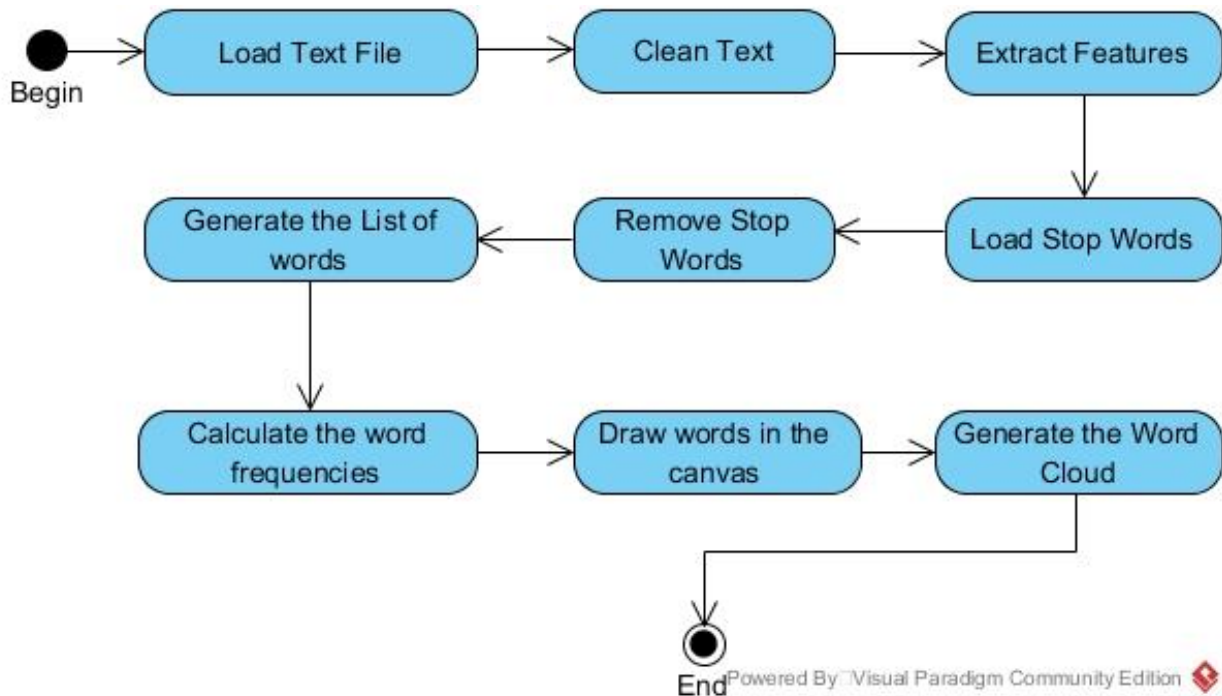 Load Text File
Clean Text
Extract Features
Begin
Generate the List of
words
Remove Stop
Words
Load Stop Words
Calculate the word
frequencies
Draw words in the
canvas
Generate the Word
Cloud
End
Powered By Visual Paradigm Community Edition